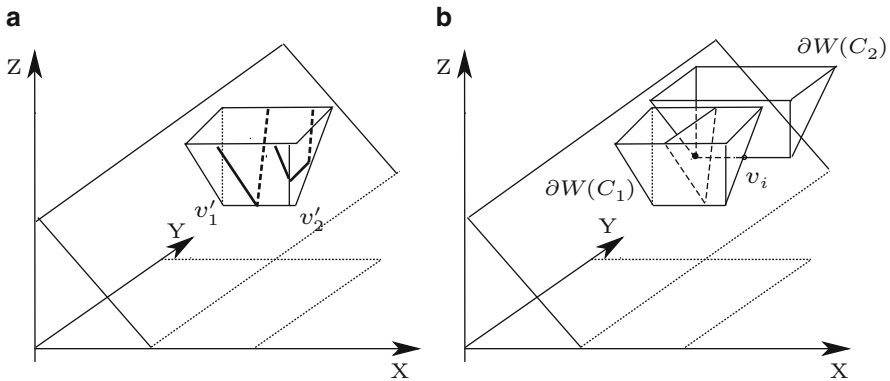 a
Z
v′₁
Y
v′₂
X
b
Z
∂W(C₂)
∂W(C₁)
vᵢ
Y
X